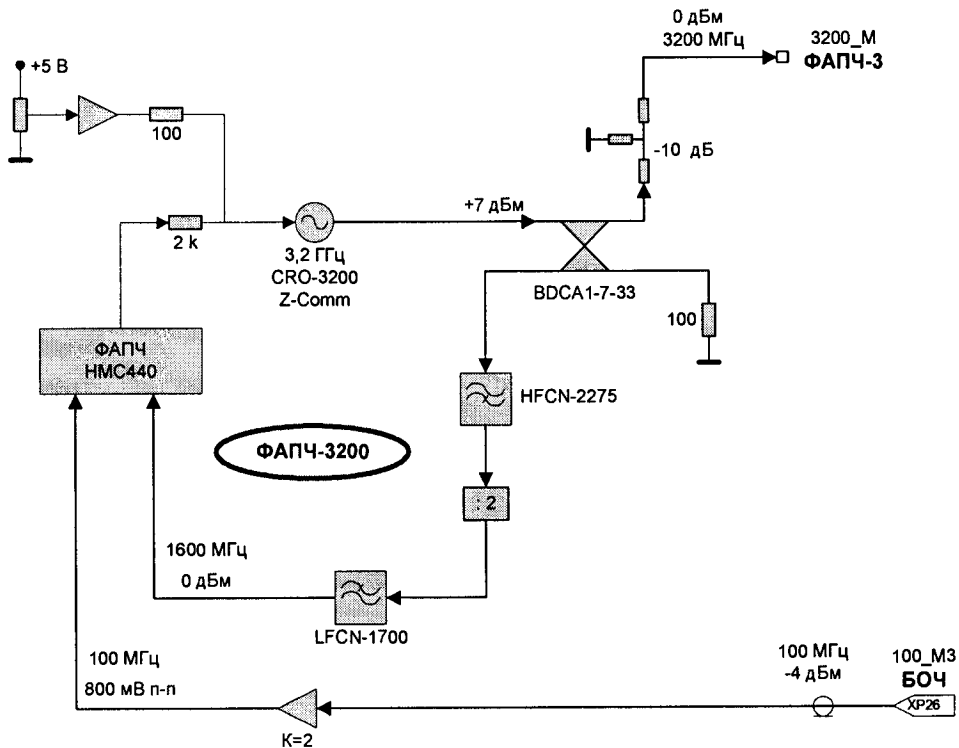 0 дБм
3200 МГц
3200_М
ФАПЧ-3
+5 В
100
-10 дБ
+7 дБм
2 k
3,2 ГГц
CRO-3200
Z-Comm
BDCA1-7-33
100
ФАПЧ
HMC440
HFCN-2275
ФАПЧ-3200
: 2
1600 МГц
0 дБм
LFCN-1700
100 МГц
800 мВ п-п
K=2
100 МГц
-4 дБм
100_М3
БОЧ
XP26